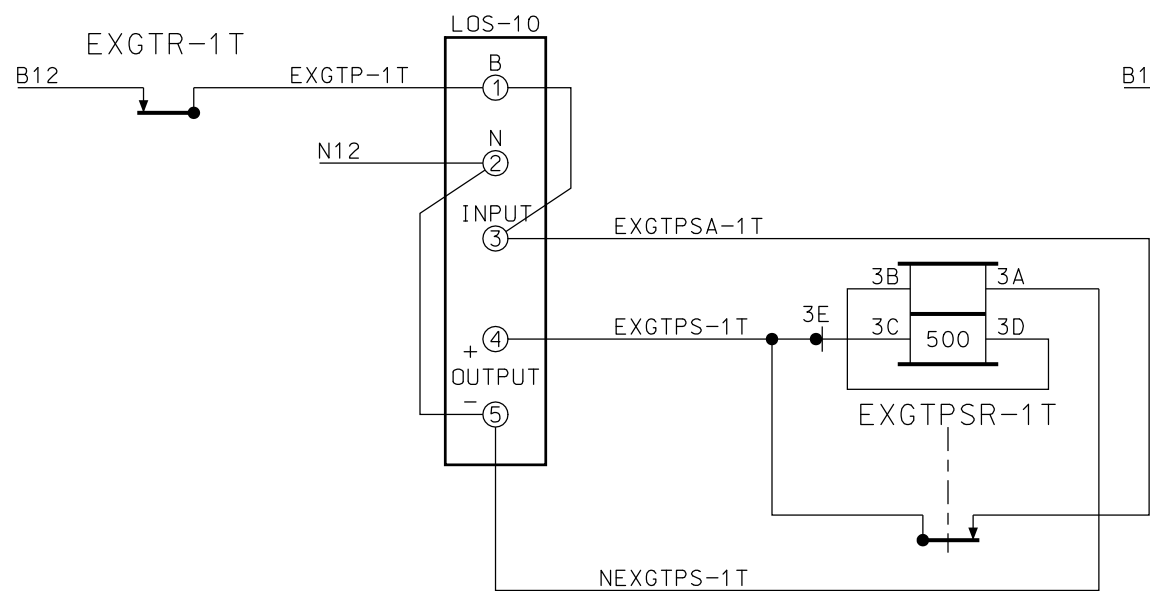 LOS-10
EXGTR-1T
B12
EXGTP-1T
B
1
B1
N12
N
2
INPUT
3
EXGTPSA-1T
3B
3A
3E
EXGTPS-1T
3C
500
3D
4
+
OUTPUT
-
5
EXGTPSR-1T
NEXGTPS-1T